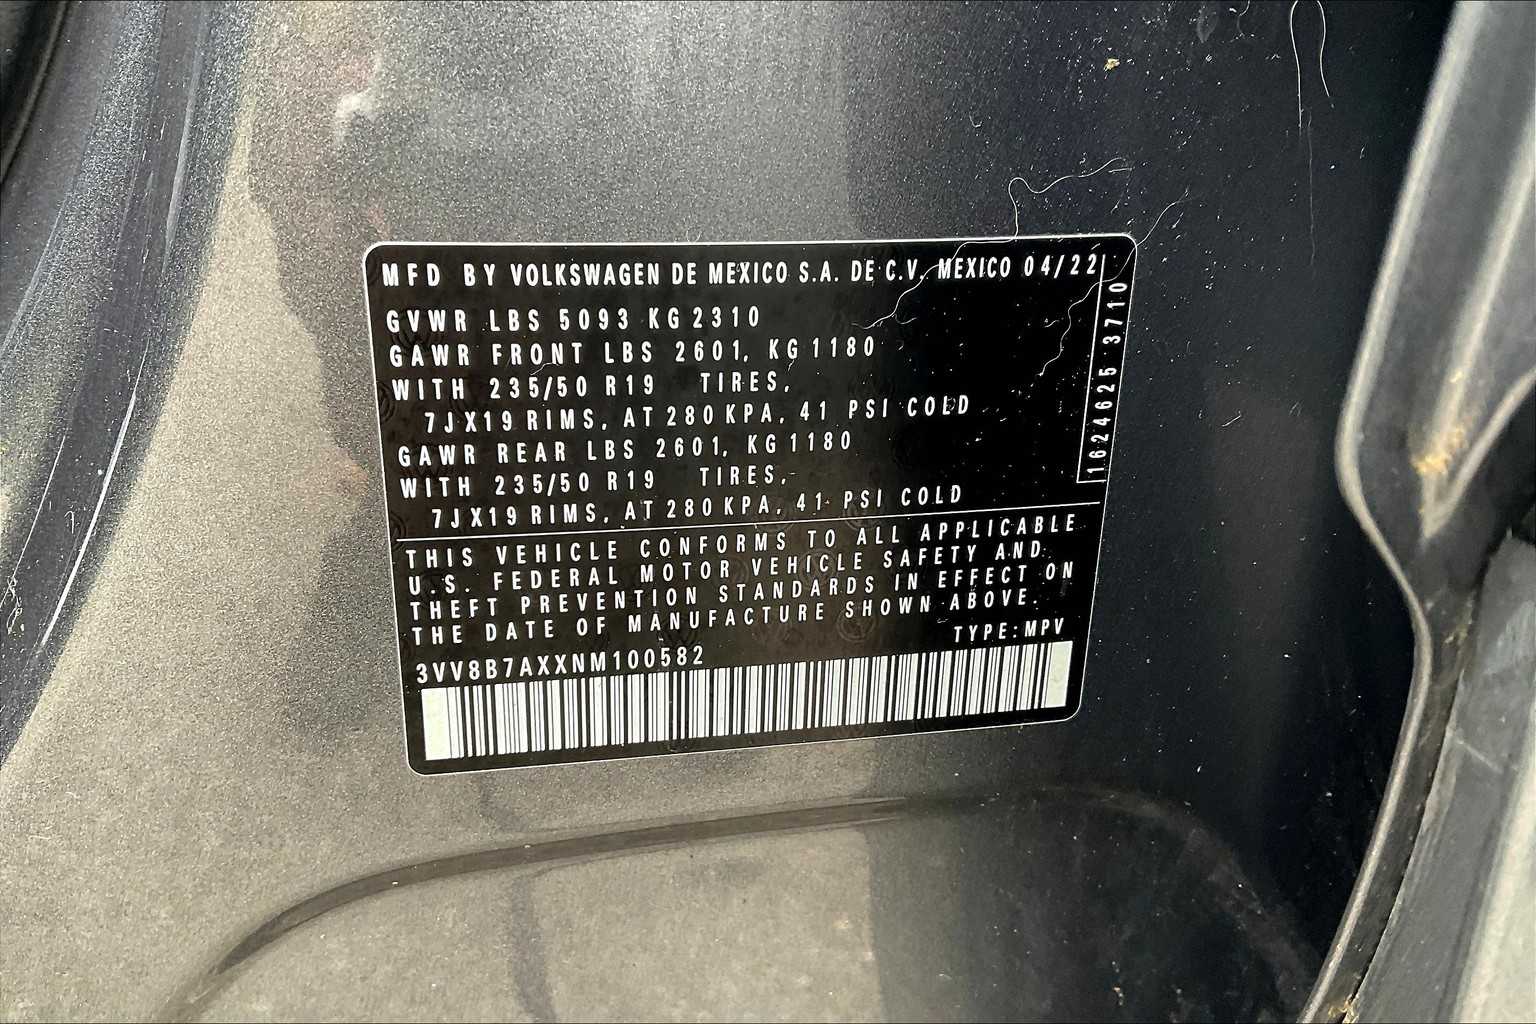 MFD BY VOLKSWAGEN DE MEXICO S.A. DE C.V. MEXICO 04/22
GVWR LBS 5093 KG 2310
GAWR FRONT LBS 2601, KG 1180
WITH 235/50 R19 TIRES,
7JX19 RIMS, AT 280 KPA, 41 PSI COLD
GAWR REAR LBS 2601, KG 1180
WITH 235/50 R19 TIRES,
7JX19 RIMS, AT 280 KPA, 41 PSI COLD
1624625 3710
THIS VEHICLE CONFORMS TO ALL APPLICABLE
U.S. FEDERAL MOTOR VEHICLE SAFETY AND
THEFT PREVENTION STANDARDS IN EFFECT ON
THE DATE OF MANUFACTURE SHOWN ABOVE.
TYPE: MPV
3VV8B7AXXNM100582